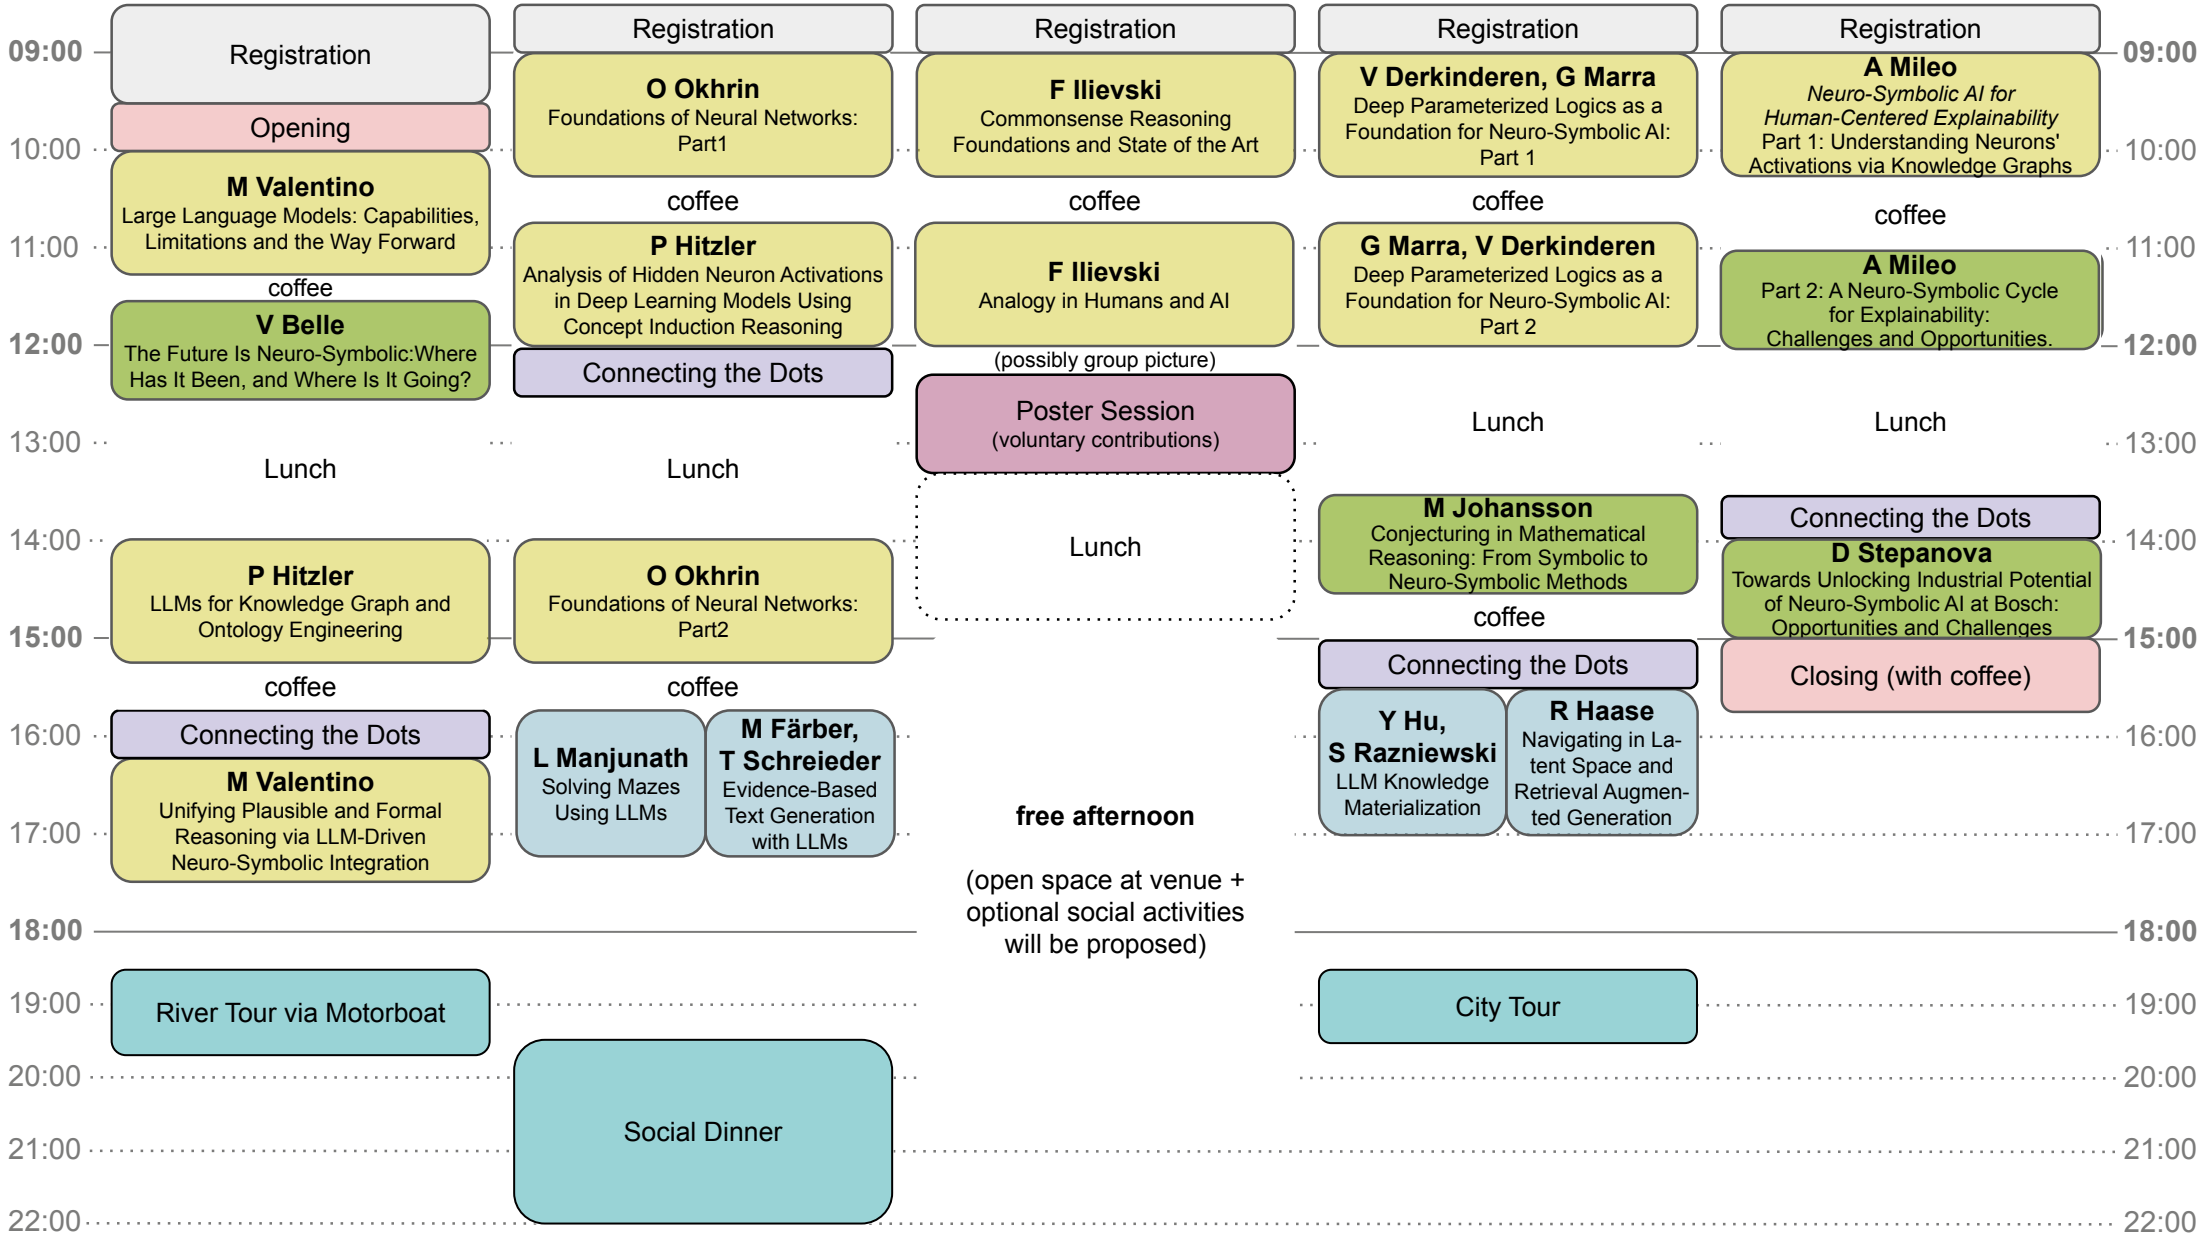 09:00
10:00
11:00
12:00
13:00
14:00
15:00
16:00
17:00
18:00
19:00
20:00
21:00
22:00
Registration
Opening
M Valentino
Large Language Models: Capabilities,
Limitations and the Way Forward
coffee
V Belle
The Future Is Neuro-Symbolic:Where
Has It Been, and Where Is It Going?
Lunch
P Hitzler
LLMs for Knowledge Graph and
Ontology Engineering
coffee
Connecting the Dots
M Valentino
Unifying Plausible and Formal
Reasoning via LLM-Driven
Neuro-Symbolic Integration
River Tour via Motorboat
Registration
O Okhrin
Foundations of Neural Networks:
Part1
coffee
P Hitzler
Analysis of Hidden Neuron Activations
in Deep Learning Models Using
Concept Induction Reasoning
Connecting the Dots
Lunch
O Okhrin
Foundations of Neural Networks:
Part2
coffee
L Manjunath
Solving Mazes
Using LLMs
M Färber,
T Schreieder
Evidence-Based
Text Generation
with LLMs
Social Dinner
Registration
F Ilievski
Commonsense Reasoning
Foundations and State of the Art
coffee
F Ilievski
Analogy in Humans and AI
(possibly group picture)
Poster Session
(voluntary contributions)
Lunch
free afternoon
(open space at venue +
optional social activities
will be proposed)
Registration
V Derkinderen, G Marra
Deep Parameterized Logics as a
Foundation for Neuro-Symbolic AI:
Part 1
coffee
G Marra, V Derkinderen
Deep Parameterized Logics as a
Foundation for Neuro-Symbolic AI:
Part 2
Lunch
M Johansson
Conjecturing in Mathematical
Reasoning: From Symbolic to
Neuro-Symbolic Methods
coffee
Connecting the Dots
Y Hu,
S Razniewski
LLM Knowledge
Materialization
R Haase
Navigating in La-
tent Space and
Retrieval Augmen-
ted Generation
City Tour
Registration
A Mileo
Neuro-Symbolic AI for
Human-Centered Explainability
Part 1: Understanding Neurons'
Activations via Knowledge Graphs
coffee
A Mileo
Part 2: A Neuro-Symbolic Cycle
for Explainability:
Challenges and Opportunities.
Lunch
Connecting the Dots
D Stepanova
Towards Unlocking Industrial Potential
of Neuro-Symbolic AI at Bosch:
Opportunities and Challenges
Closing (with coffee)
09:00
10:00
11:00
12:00
13:00
14:00
15:00
16:00
17:00
18:00
19:00
20:00
21:00
22:00